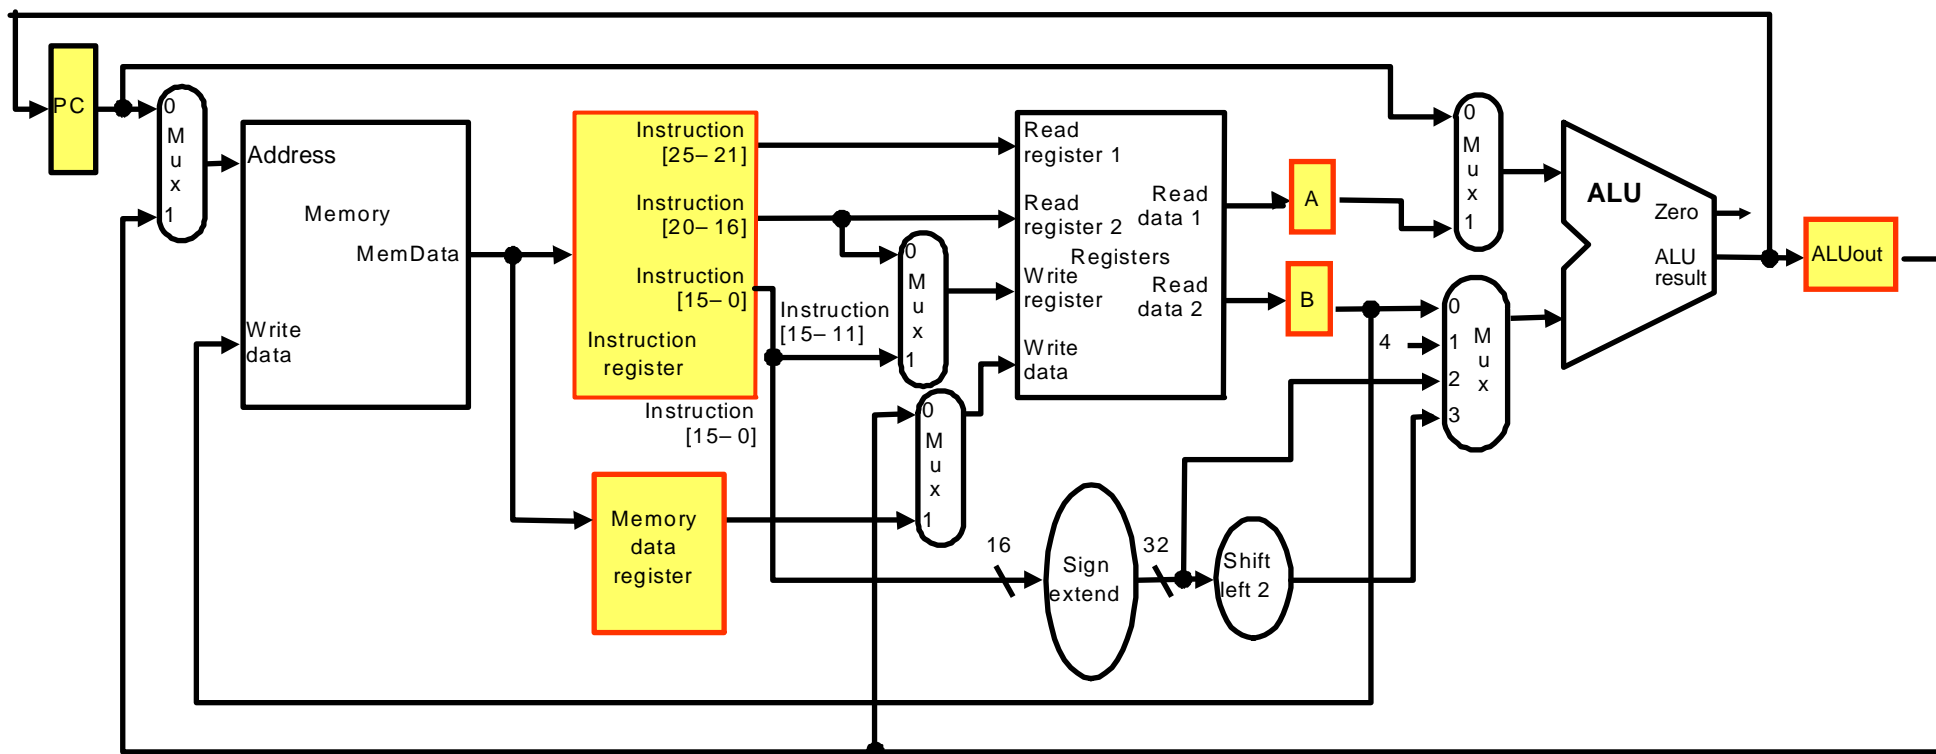 PC
0
M
u
x
1
Address
Memory
MemData
Write
data
Instruction
[25– 21]
Instruction
[20– 16]
Instruction
[15– 0]
Instruction
register
Instruction
[15– 11]
Instruction
[15– 0]
Memory
data
register
0
M
u
x
1
0
M
u
x
1
Read
register 1
Read
register 2
Registers
Write
register
Write
data
Read
data 1
Read
data 2
16
Sign
extend
32
Shift
left 2
A
B
4
0
M
u
x
1
0
1
2
3
M
u
x
ALU
Zero
ALU
result
ALUout